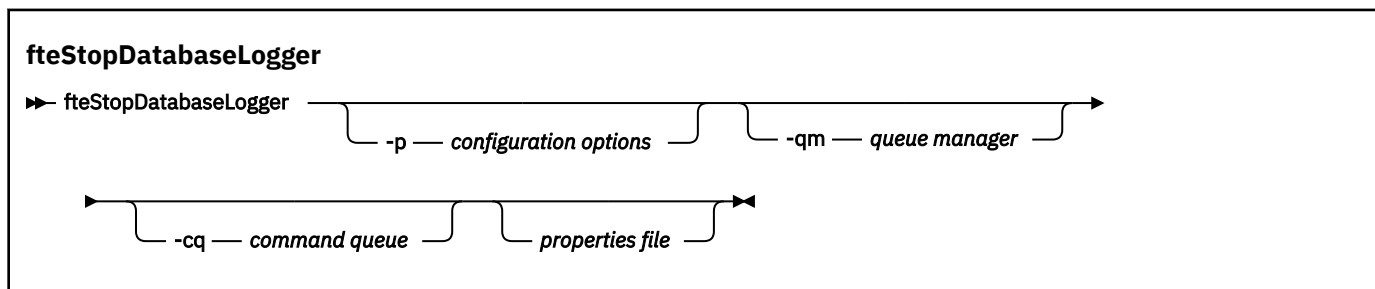 fteStopDatabaseLogger
fteStopDatabaseLogger
-p configuration options -qm queue manager
-cq command queue properties file